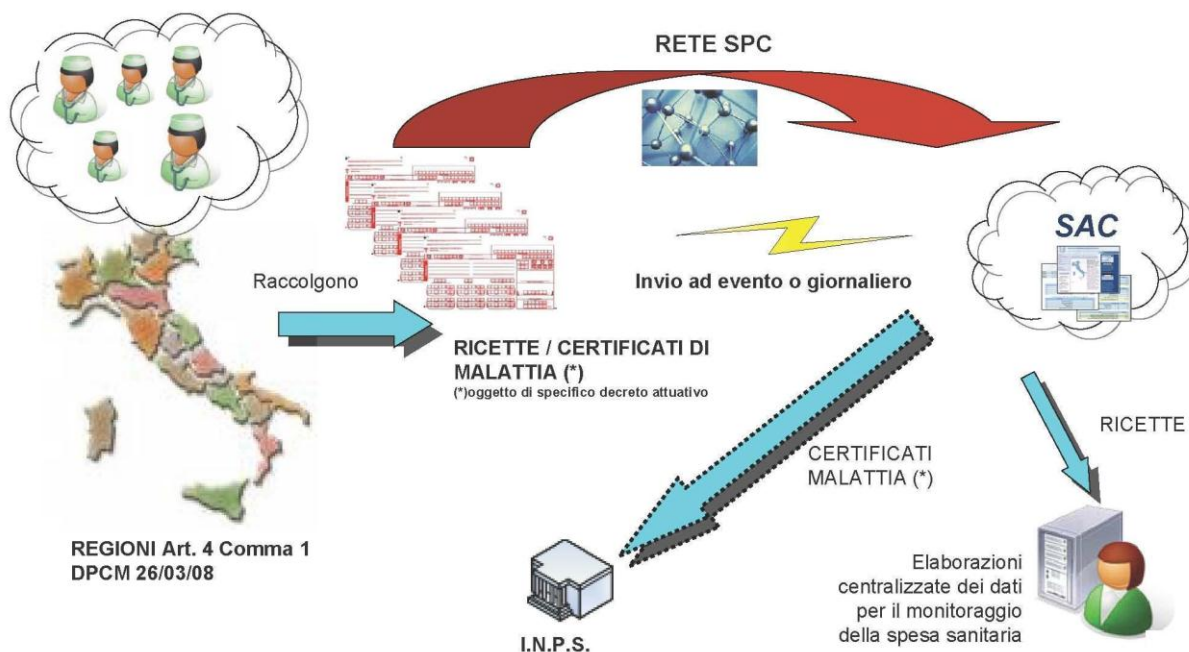 RETE SPC
SAC
Raccolgono
Invio ad evento o giornaliero
RICETTE / CERTIFICATI DI
MALATTIA (*)
(*)oggetto di specifico decreto attuativo
RICETTE
CERTIFICATI
MALATTIA (*)
REGIONI Art. 4 Comma 1
DPCM 26/03/08
Elaborazioni
centralizzate dei dati
per il monitoraggio
della spesa sanitaria
I.N.P.S.